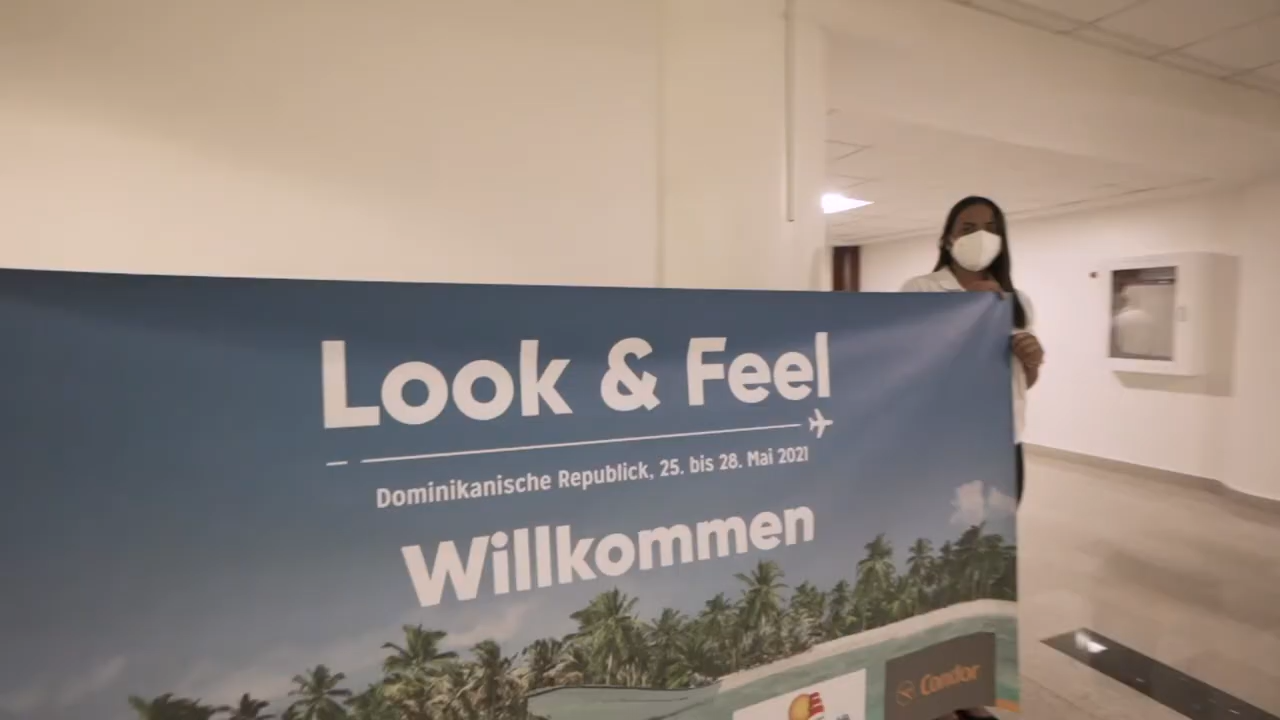 Look & Feel
Dominikanische Republick, 25. bis 28. Mai 2021
Willkommen
Condor